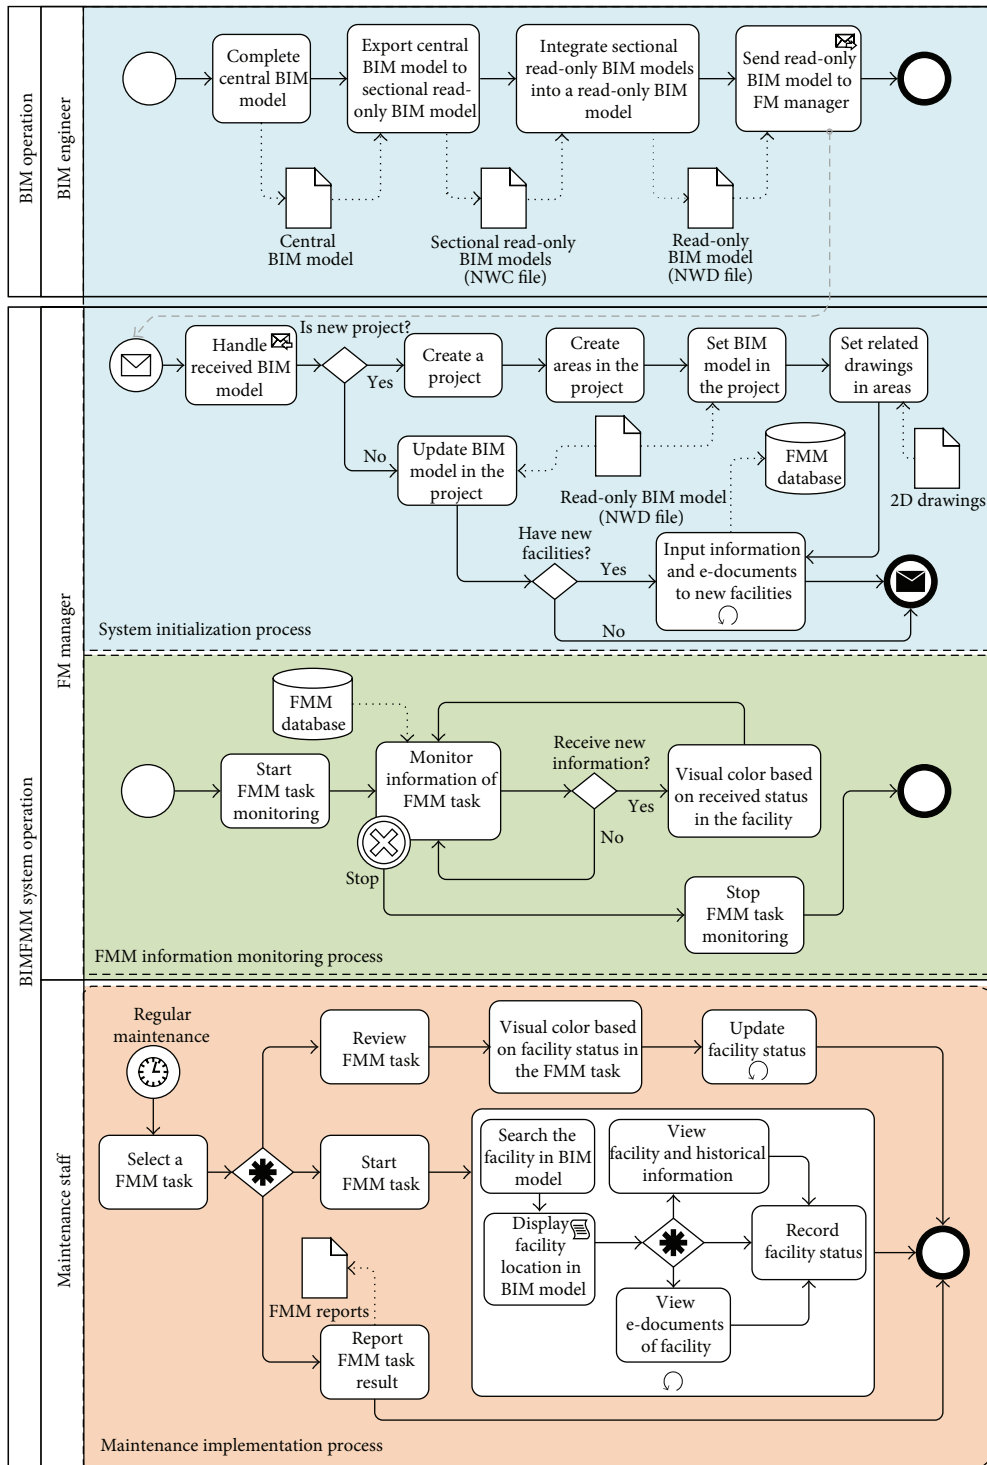 BIM operation
BIM engineer
Complete
central BIM
model
Export central
BIM model to
sectional read-
only BIM model
Integrate sectional
read-only BIM models
into a read-only BIM
model
Send read-only
BIM model to
FM manager
Central
BIM model
Sectional read-only
BIM models
(NWC file)
Read-only
BIM model
(NWD file)
BIMFMM system operation
FM manager
Handle
received BIM
model
Is new project?
Yes
Create a
project
Create
areas in the
project
Set BIM
model in
the project
Set related
drawings
in areas
No
Update BIM
model in the
project
Read-only BIM model
(NWD file)
FMM
database
2D drawings
Have new
facilities?
Yes
Input information
and e-documents
to new facilities
No
System initialization process
FMM
database
Start
FMM task
monitoring
Monitor
information of
FMM task
Receive new
information?
Yes
Visual color based
on received status
in the facility
No
Stop
Stop
FMM task
monitoring
FMM information monitoring process
Maintenance staff
Regular
maintenance
Select a
FMM task
Review
FMM task
Visual color based
on facility status in
the FMM task
Update
facility status
Start
FMM task
Search the
facility in BIM
model
Display
facility
location in
BIM model
View
facility and historical
information
Record
facility status
View
e-documents
of facility
FMM reports
Report
FMM task
result
Maintenance implementation process